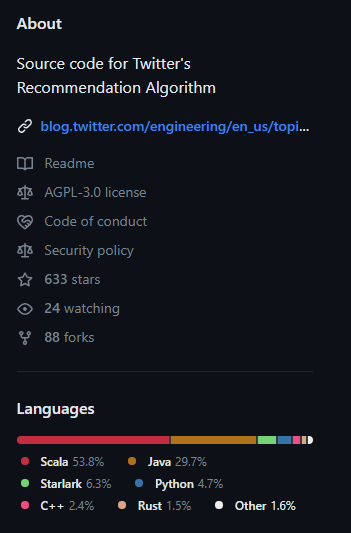 About
Source code for Twitter's
Recommendation Algorithm
blog.twitter.com/engineering/en_us/topi...
Readme
AGPL-3.0 license
Code of conduct
Security policy
633 stars
24 watching
88 forks
Languages
Scala 53.8% Java 29.7%
Starlark 6.3% Python 4.7%
C++ 2.4% Rust 1.5% Other 1.6%